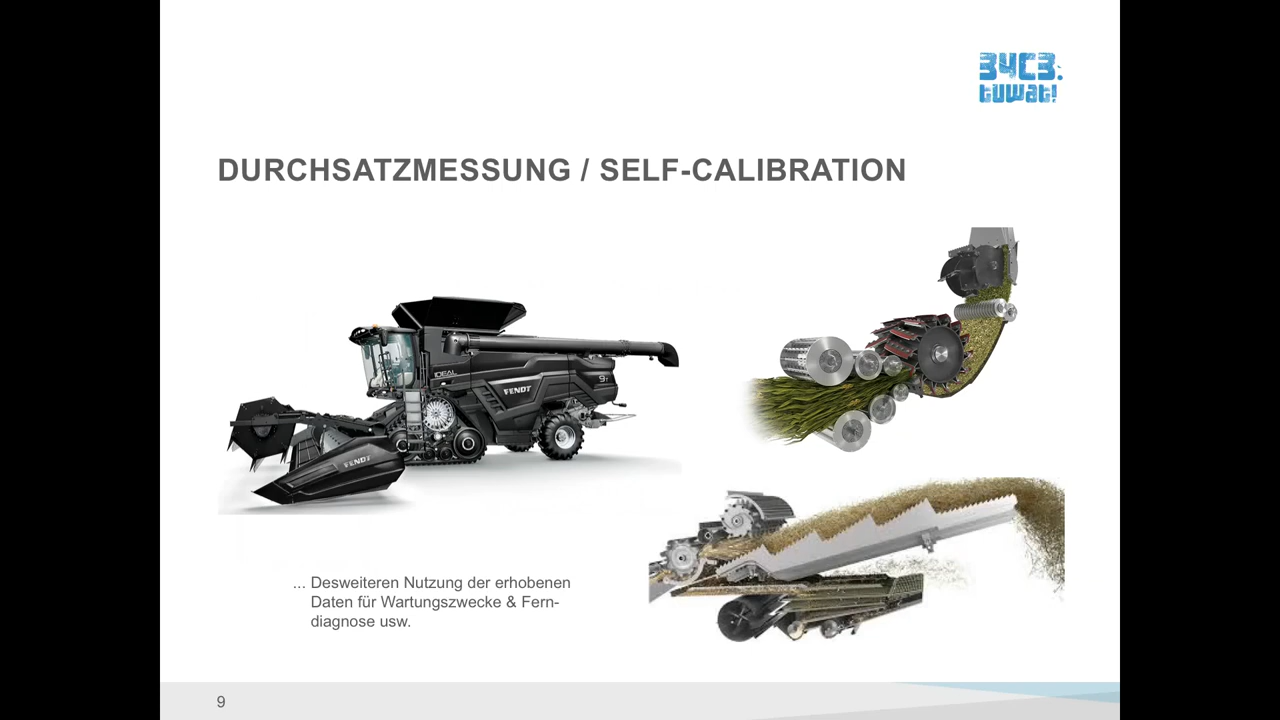 34C3.
tuwat!
DURCHSATZMESSUNG / SELF-CALIBRATION
IDEAL
9T
FENDT
FENDT
... Desweiteren Nutzung der erhobenen
Daten für Wartungszwecke & Fern-
diagnose usw.
9